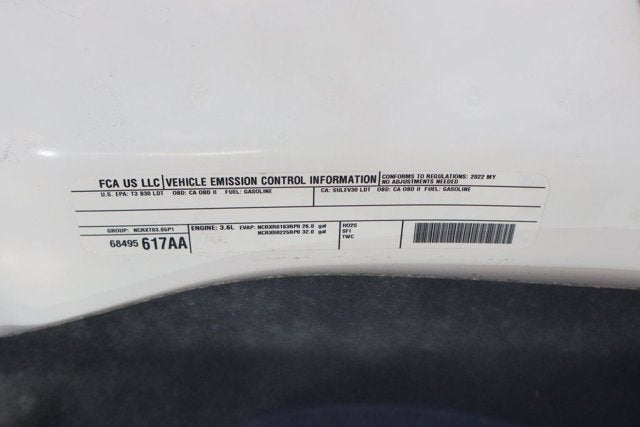 FCA US LLC VEHICLE EMISSION CONTROL INFORMATION CONFORMS TO REGULATIONS: 2022 MY
NO ADJUSTMENTS NEEDED
U.S. EPA: T3 B30 LDT OBD: CA OBD II FUEL: GASOLINE CA: SULEV30 LDT OBD: CA OBD II FUEL: GASOLINE
GROUP: NCRXT03.65P1 ENGINE: 3.6L EVAP: NCRXR0183RP0 26.0 gal HO2S
NCRXR0225RP0 32.0 gal SFI
TWC
68495 617AA